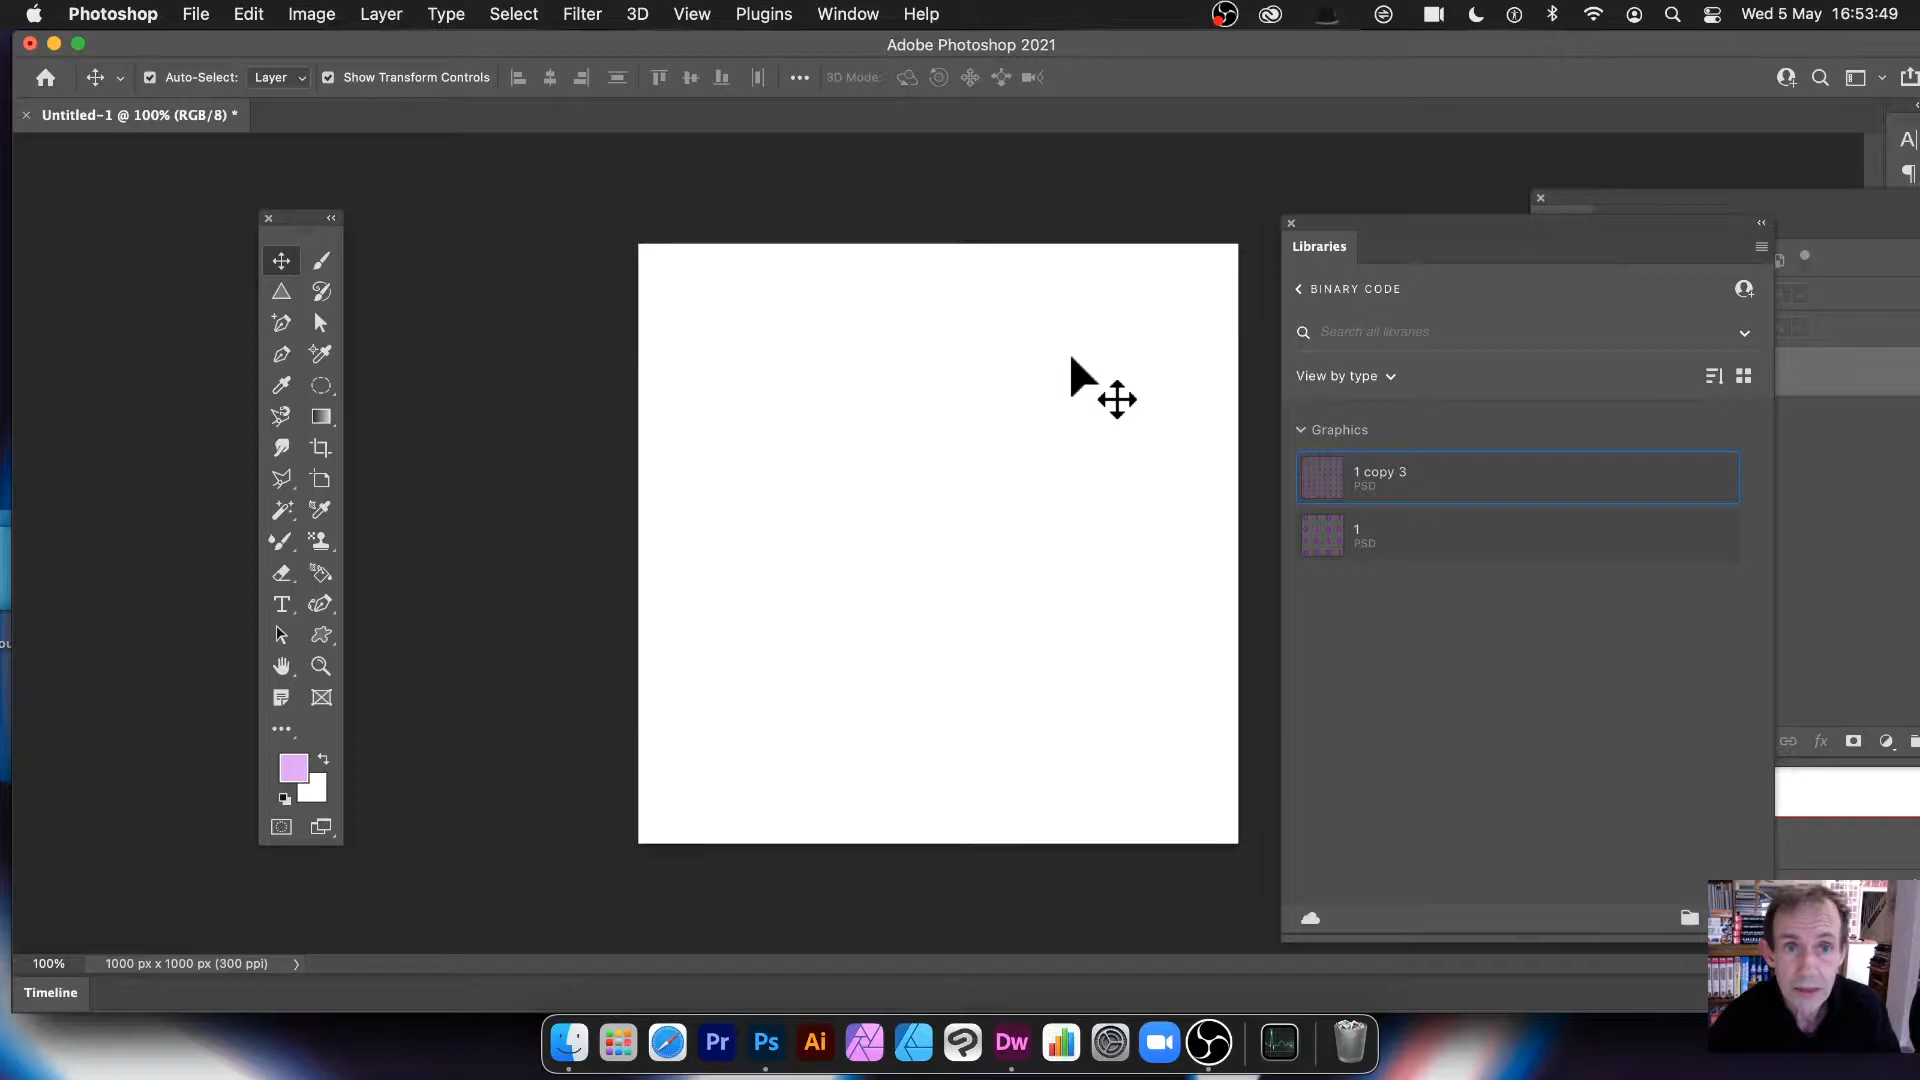 Photoshop File Edit Image Layer Type Select Filter 3D View Plugins Window Help Wed 5 May 16:53:49
Adobe Photoshop 2021
Auto-Select: Layer Show Transform Controls 3D Mode:
Untitled-1 @ 100% (RGB/8) *
Libraries
BINARY CODE
Search all libraries
View by type
Graphics
1 copy 3
PSD
1
PSD
fx
100% 1000 px x 1000 px (300 ppi)
Timeline
Pr Ps Ai Dw